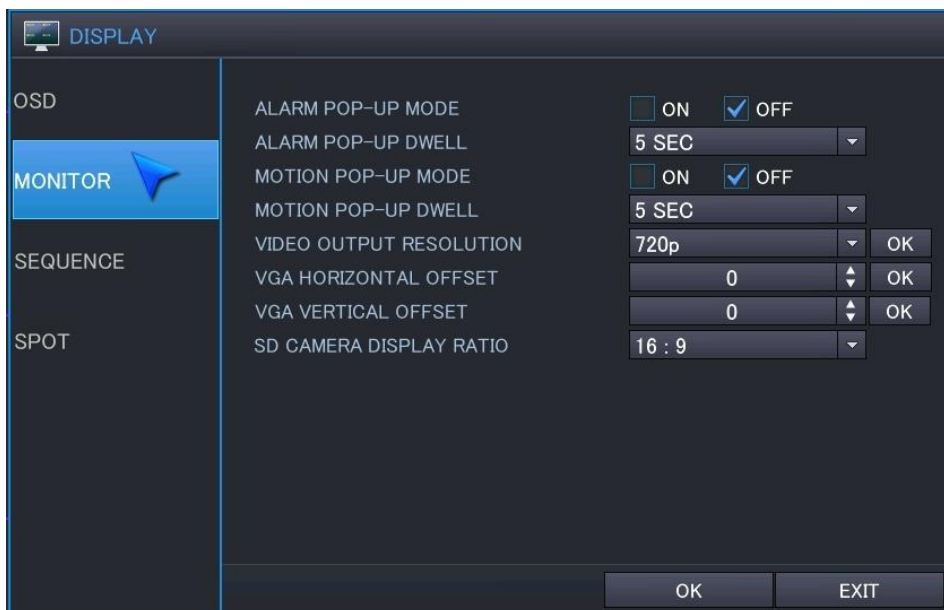 DISPLAY
OSD
MONITOR
SEQUENCE
SPOT
ALARM POP-UP MODE ON OFF
ALARM POP-UP DWELL 5 SEC
MOTION POP-UP MODE ON OFF
MOTION POP-UP DWELL 5 SEC
VIDEO OUTPUT RESOLUTION 720p OK
VGA HORIZONTAL OFFSET 0 OK
VGA VERTICAL OFFSET 0 OK
SD CAMERA DISPLAY RATIO 16 : 9
OK EXIT